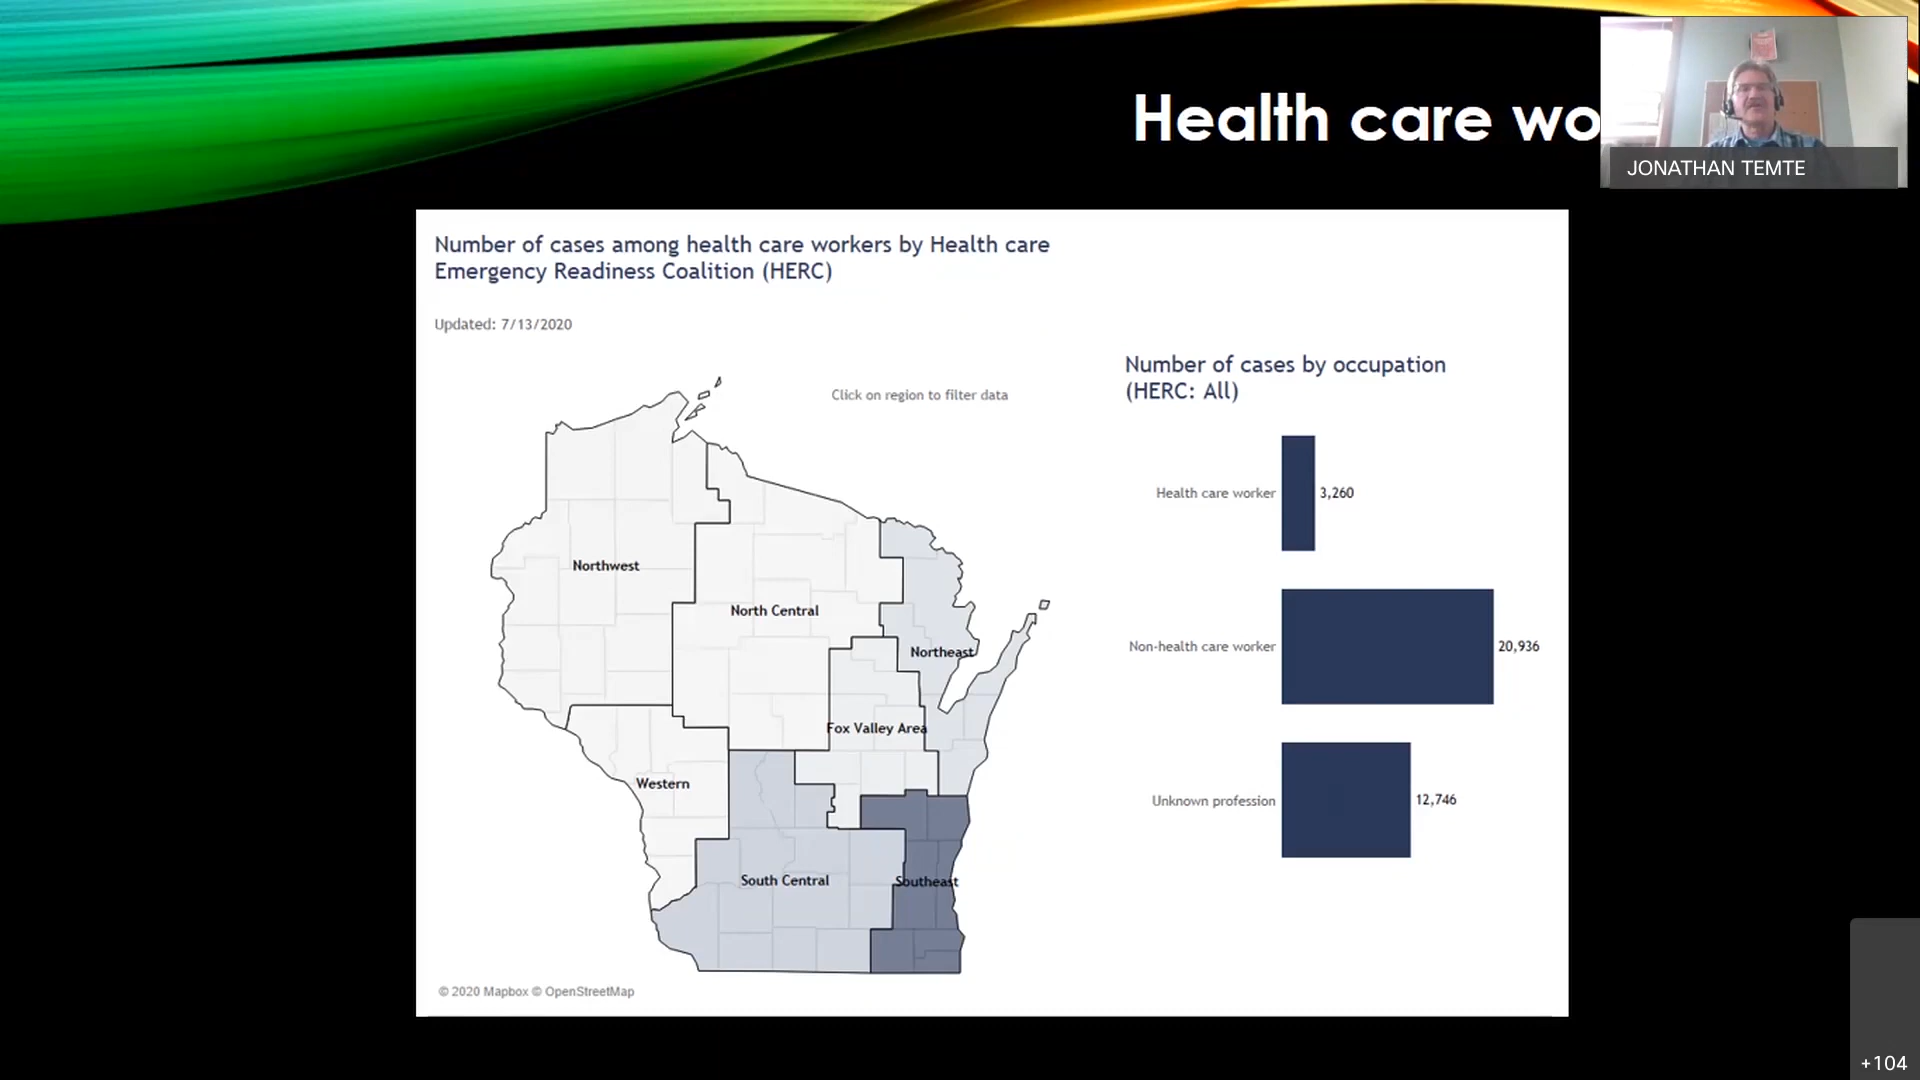 Health care wo
JONATHAN TEMTE
Number of cases among health care workers by Health care
Emergency Readiness Coalition (HERC)
Updated: 7/13/2020
Click on region to filter data
Northwest
North Central
Northeast
Fox Valley Area
Western
South Central
Southeast
© 2020 Mapbox © OpenStreetMap
Number of cases by occupation
(HERC: All)
Health care worker 3,260
Non-health care worker 20,936
Unknown profession 12,746
+104